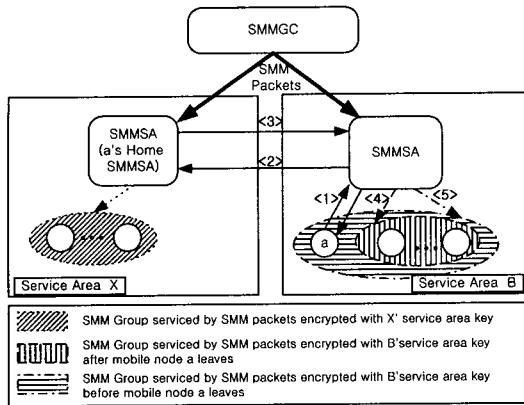 SMMGC
SMM
Packets
SMMSA
(a's Home
SMMSA)
<3>
<2>
SMMSA
<1>
<4>
<5>
a
Service Area X
Service Area B
SMM Group serviced by SMM packets encrypted with X' service area key
SMM Group serviced by SMM packets encrypted with B'service area key
after mobile node a leaves
SMM Group serviced by SMM packets encrypted with B'service area key
before mobile node a leaves